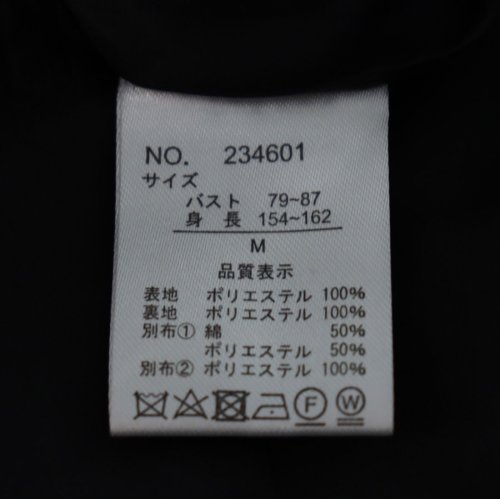 NO. 234601
サイズ
バスト 79~87
身長 154~162
M
品質表示
表地 ポリエステル 100%
裏地 ポリエステル 100%
別布① 綿 50%
ポリエステル 50%
別布② ポリエステル 100%
F W